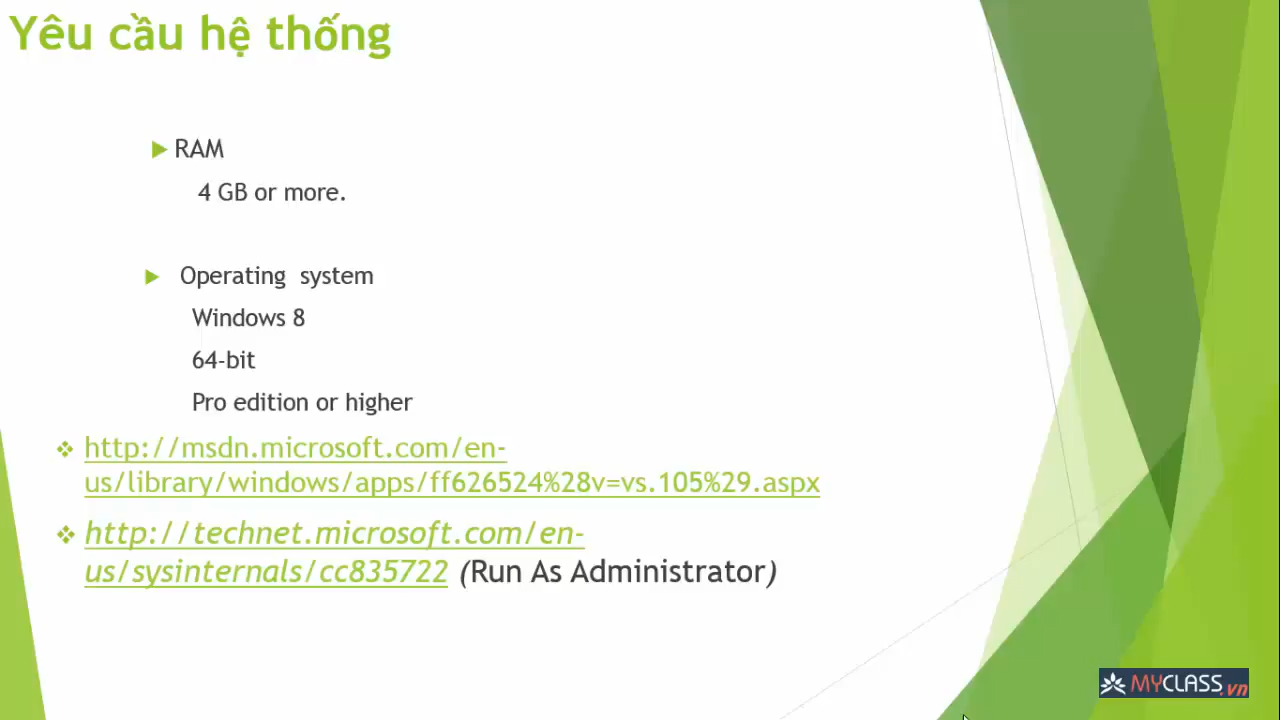 Yêu cầu hệ thống
RAM
4 GB or more.
Operating system
Windows 8
64-bit
Pro edition or higher
http://msdn.microsoft.com/en-
us/library/windows/apps/ff626524%28v=vs.105%29.aspx
http://technet.microsoft.com/en-
us/sysinternals/cc835722 (Run As Administrator)
MYCLASS.vn